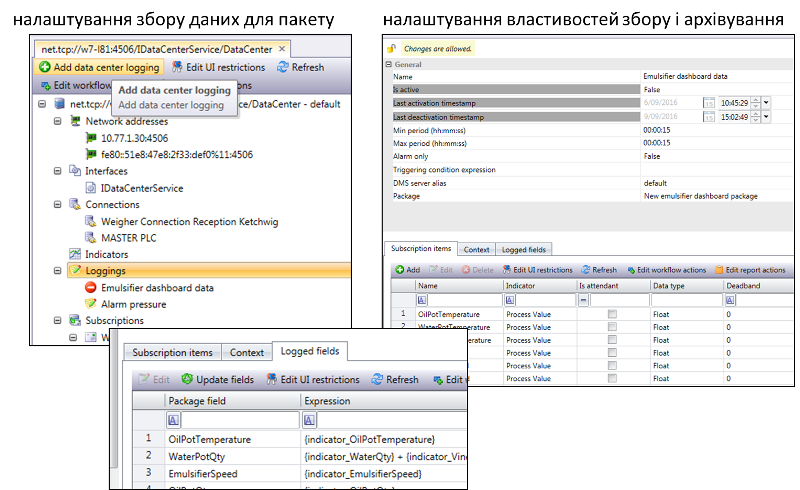 налаштування збору даних для пакету
налаштування властивостей збору і архівування
net.tcp://w7-l81:4506/IDataCenterService/DataCenter
Add data center logging Edit UI restrictions Refresh
Edit workflow
Add data center logging
Add data center logging
net.tcp:// e/DataCenter - default
Network addresses
10.77.1.30:4506
fe80::51e8:47e8:2f33:def0%11:4506
Interfaces
IDataCenterService
Connections
Weigher Connection Reception Ketchwig
MASTER PLC
Indicators
Loggings
Emulsifier dashboard data
Alarm pressure
Subscriptions
W
Changes are allowed.
General
Name Emulsifier dashboard data
Is active False
Last activation timestamp 6/09/2016 15 10:45:29
Last deactivation timestamp 9/09/2016 15 15:02:49
Min period (hh:mm:ss) 00:00:15
Max period (hh:mm:ss) 00:00:15
Alarm only False
Triggering condition expression
DMS server alias default
Package New emulsifier dashboard package
Subscription items Context Logged fields
Add Edit Delete Edit UI restrictions Refresh Edit workflow actions Edit report actions
Name Indicator Is attendant Data type Deadband
A A = A
1 OilPotTemperature Process Value Float 0
2 WaterPotTemperature Process Value Float 0
Process Value Float 0
Process Value Float 0
Process Value Float 0
Process Value Float 0
Subscription items Context Logged fields
Edit Update fields Edit UI restrictions Refresh Edit
Package field Expression
A A
1 OilPotTemperature {indicator_OilPotTemperature}
2 WaterPotQty {indicator_WaterQty} + {indicator_Vin
3 EmulsifierSpeed {indicator_EmulsifierSpeed}
4